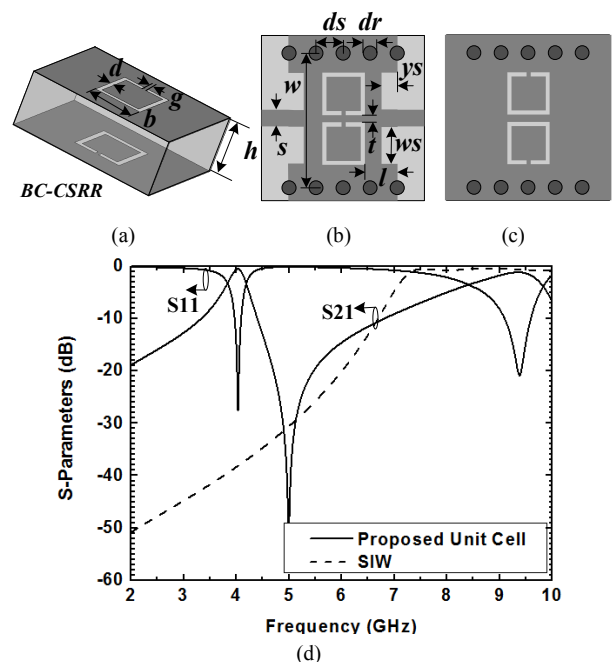 d
g
b
h
BC-CSRR
ds
dr
ys
w
s
t
ws
l
(a)
(b)
(c)
0
-10
-20
-30
-40
-50
-60
S-Parameters (dB)
S11
S21
Proposed Unit Cell
SIW
2
3
4
5
6
7
8
9
10
Frequency (GHz)
(d)